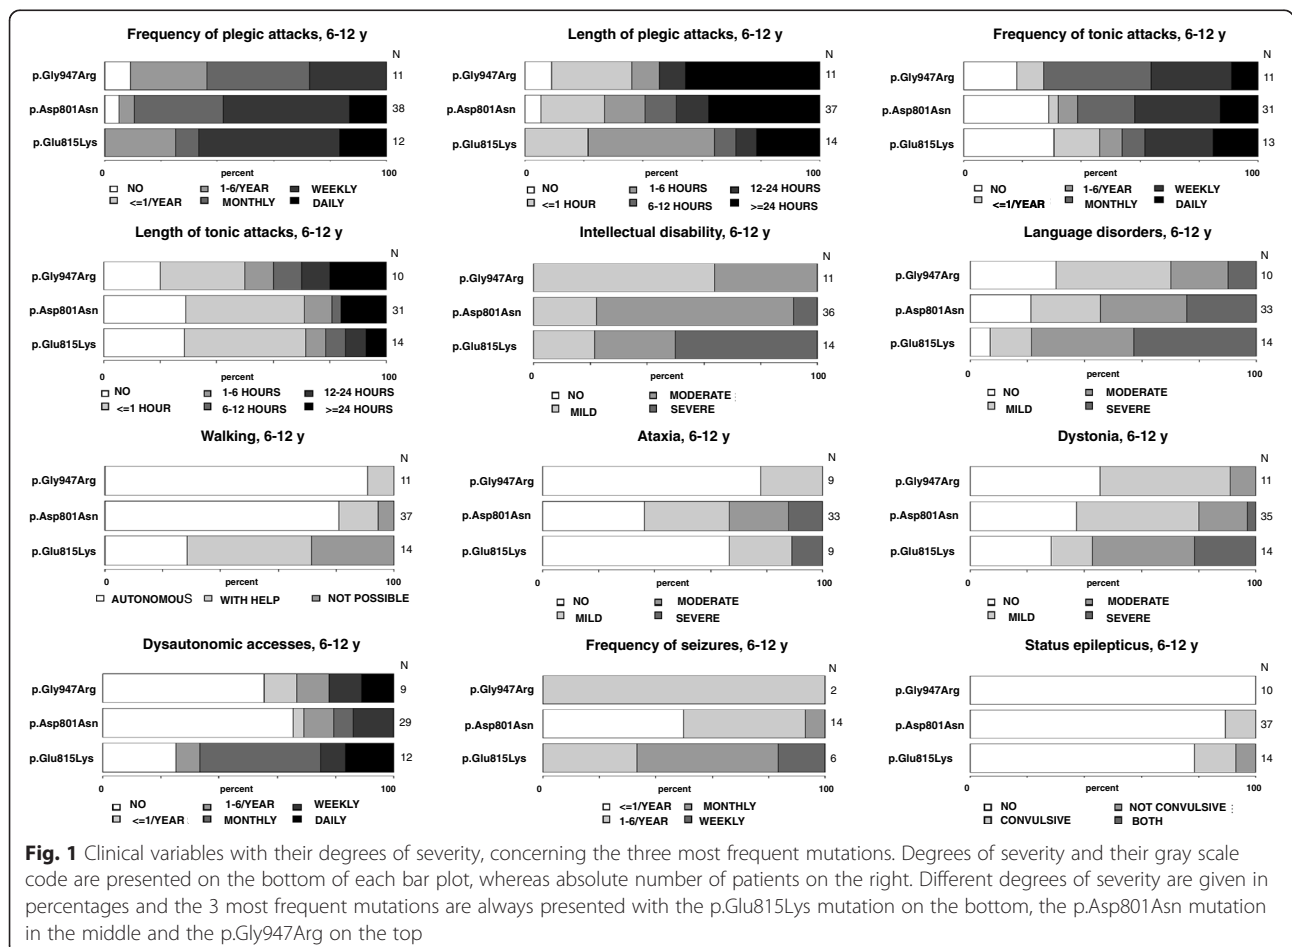 Frequency of plegic attacks, 6-12 y
N
p.Gly947Arg 11
p.Asp801Asn 38
p.Glu815Lys 12
0 percent 100
NO 1-6/YEAR WEEKLY
<=1/YEAR MONTHLY DAILY
Length of plegic attacks, 6-12 y
N
p.Gly947Arg 11
p.Asp801Asn 37
p.Glu815Lys 14
0 percent 100
NO 1-6 HOURS 12-24 HOURS
<=1 HOUR 6-12 HOURS >=24 HOURS
Frequency of tonic attacks, 6-12 y
N
p.Gly947Arg 11
p.Asp801Asn 31
p.Glu815Lys 13
0 percent 100
NO 1-6/YEAR WEEKLY
<=1/YEAR MONTHLY DAILY
Length of tonic attacks, 6-12 y
N
p.Gly947Arg 10
p.Asp801Asn 31
p.Glu815Lys 14
0 percent 100
NO 1-6 HOURS 12-24 HOURS
<=1 HOUR 6-12 HOURS >=24 HOURS
Intellectual disability, 6-12 y
N
p.Gly947Arg 11
p.Asp801Asn 36
p.Glu815Lys 14
0 percent 100
NO MODERATE
MILD SEVERE
Language disorders, 6-12 y
N
p.Gly947Arg 10
p.Asp801Asn 33
p.Glu815Lys 14
0 percent 100
NO MODERATE
MILD SEVERE
Walking, 6-12 y
N
p.Gly947Arg 11
p.Asp801Asn 37
p.Glu815Lys 14
0 percent 100
AUTONOMOUS WITH HELP NOT POSSIBLE
Ataxia, 6-12 y
N
p.Gly947Arg 9
p.Asp801Asn 33
p.Glu815Lys 9
0 percent 100
NO MODERATE
MILD SEVERE
Dystonia, 6-12 y
N
p.Gly947Arg 11
p.Asp801Asn 35
p.Glu815Lys 14
0 percent 100
NO MODERATE
MILD SEVERE
Dysautonomic accesses, 6-12 y
N
p.Gly947Arg 9
p.Asp801Asn 29
p.Glu815Lys 12
0 percent 100
NO 1-6/YEAR WEEKLY
<=1/YEAR MONTHLY DAILY
Frequency of seizures, 6-12 y
N
p.Gly947Arg 2
p.Asp801Asn 14
p.Glu815Lys 6
0 percent 100
<=1/YEAR MONTHLY
1-6/YEAR WEEKLY
Status epilepticus, 6-12 y
N
p.Gly947Arg 10
p.Asp801Asn 37
p.Glu815Lys 14
0 percent 100
NO NOT CONVULSIVE
CONVULSIVE BOTH
Fig. 1 Clinical variables with their degrees of severity, concerning the three most frequent mutations. Degrees of severity and their gray scale
code are presented on the bottom of each bar plot, whereas absolute number of patients on the right. Different degrees of severity are given in
percentages and the 3 most frequent mutations are always presented with the p.Glu815Lys mutation on the bottom, the p.Asp801Asn mutation
in the middle and the p.Gly947Arg on the top